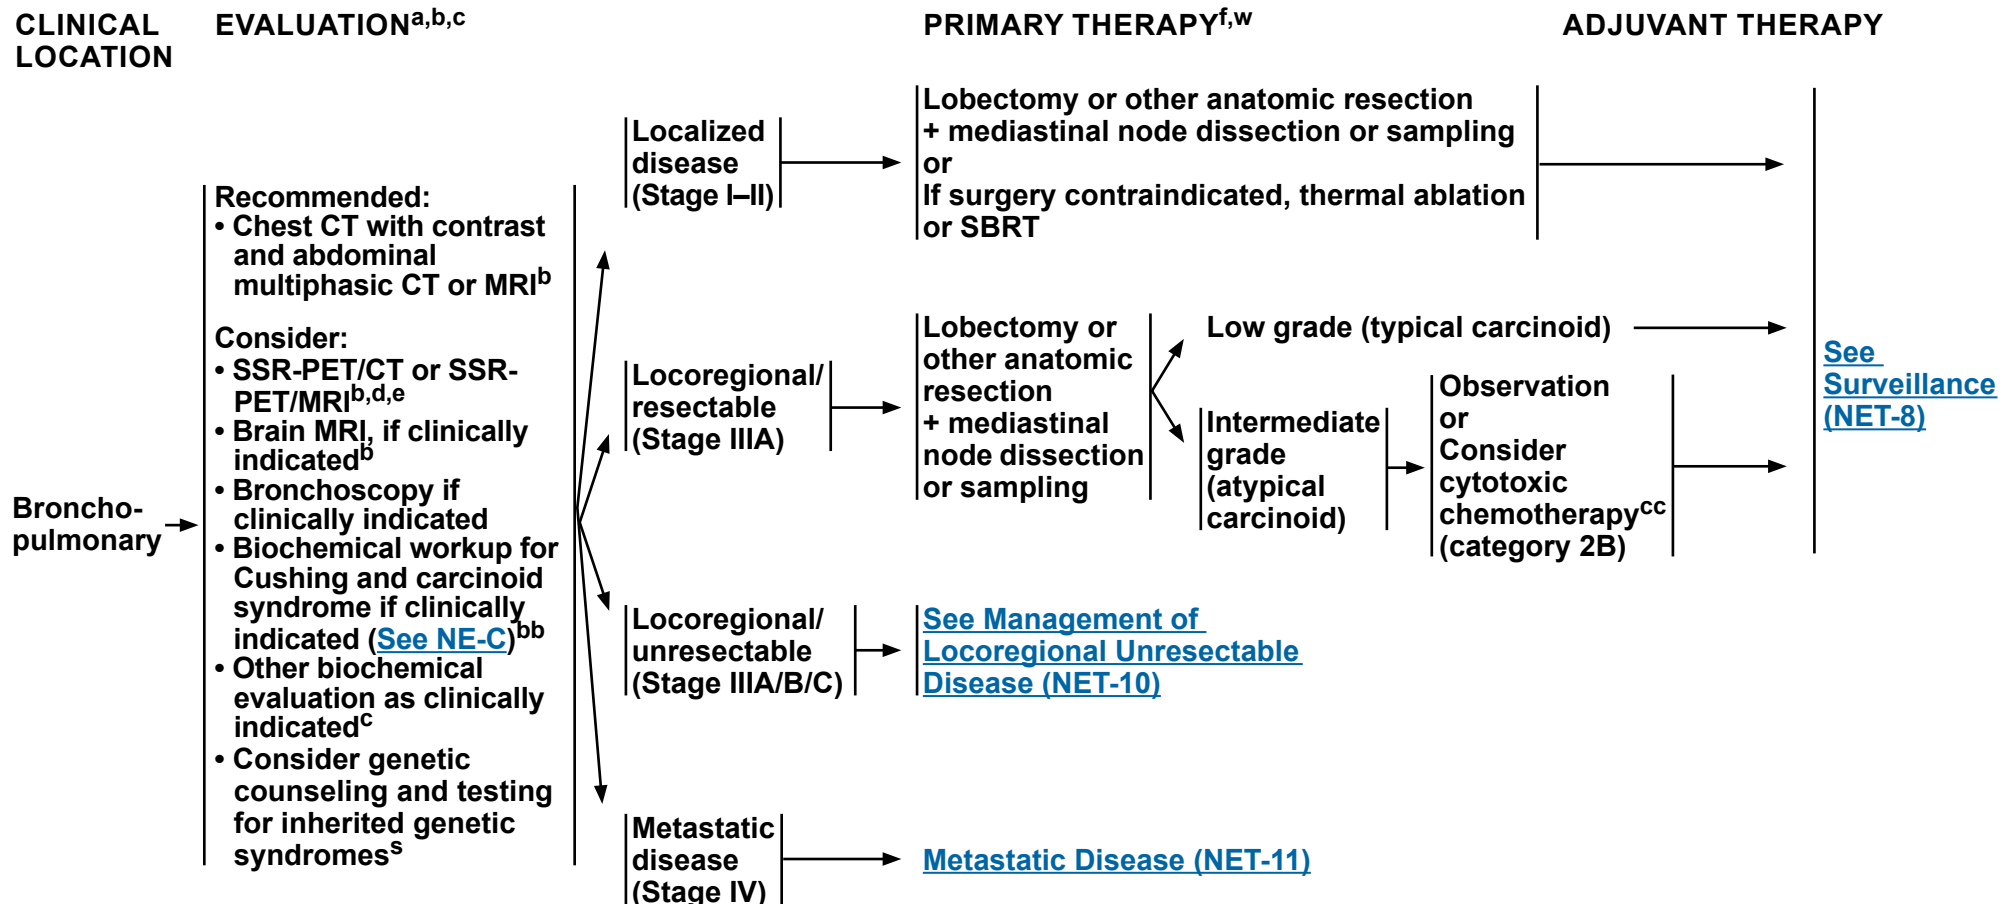 CLINICAL
LOCATION
EVALUATIONa,b,c
PRIMARY THERAPYf,w
ADJUVANT THERAPY
Broncho-
pulmonary
Recommended:
• Chest CT with contrast
and abdominal
multiphasic CT or MRIb
Consider:
• SSR-PET/CT or SSR-
PET/MRIb,d,e
• Brain MRI, if clinically
indicatedb
• Bronchoscopy if
clinically indicated
• Biochemical workup for
Cushing and carcinoid
syndrome if clinically
indicated (See NE-C)bb
• Other biochemical
evaluation as clinically
indicatedc
• Consider genetic
counseling and testing
for inherited genetic
syndromess
Localized
disease
(Stage I–II)
Lobectomy or other anatomic resection
+ mediastinal node dissection or sampling
or
If surgery contraindicated, thermal ablation
or SBRT
Locoregional/
resectable
(Stage IIIA)
Lobectomy or
other anatomic
resection
+ mediastinal
node dissection
or sampling
Low grade (typical carcinoid)
Intermediate
grade
(atypical
carcinoid)
Observation
or
Consider
cytotoxic
chemotherapycc
(category 2B)
See
Surveillance
(NET-8)
Locoregional/
unresectable
(Stage IIIA/B/C)
See Management of
Locoregional Unresectable
Disease (NET-10)
Metastatic
disease
(Stage IV)
Metastatic Disease (NET-11)